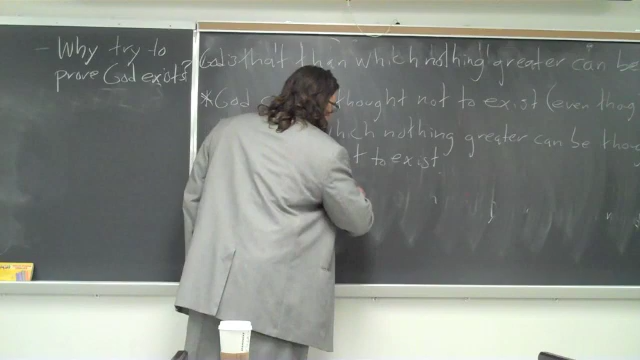 - Why try to
prove God exists?
God is that than which nothing greater can be
*God thought not to exist (even thoug
which nothing greater can be thou
t to exist